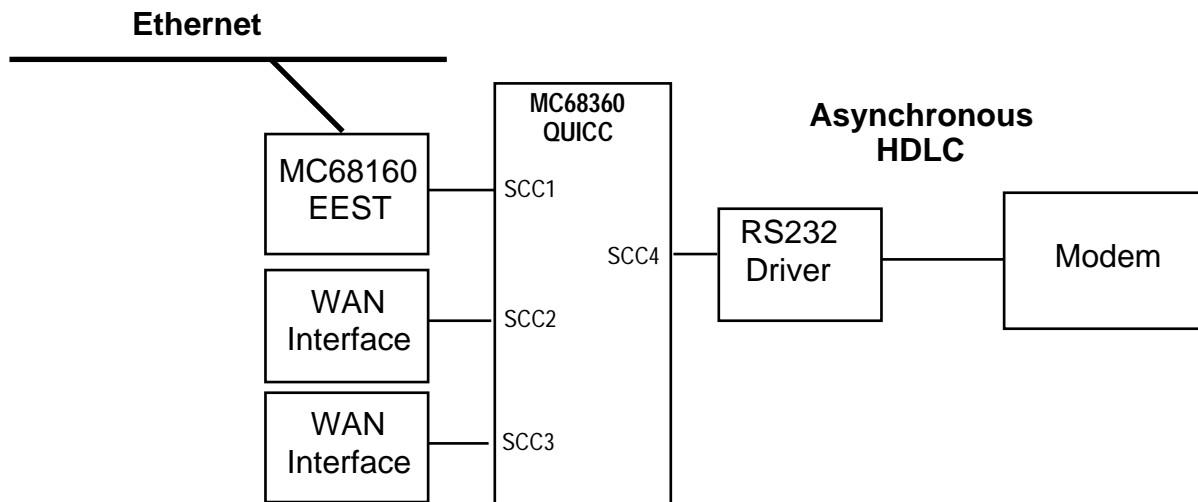 Ethernet
MC68360
QUICC
Asynchronous
HDLC
MC68160
EEST
SCC1
SCC4
RS232
Driver
Modem
WAN
Interface
SCC2
WAN
Interface
SCC3